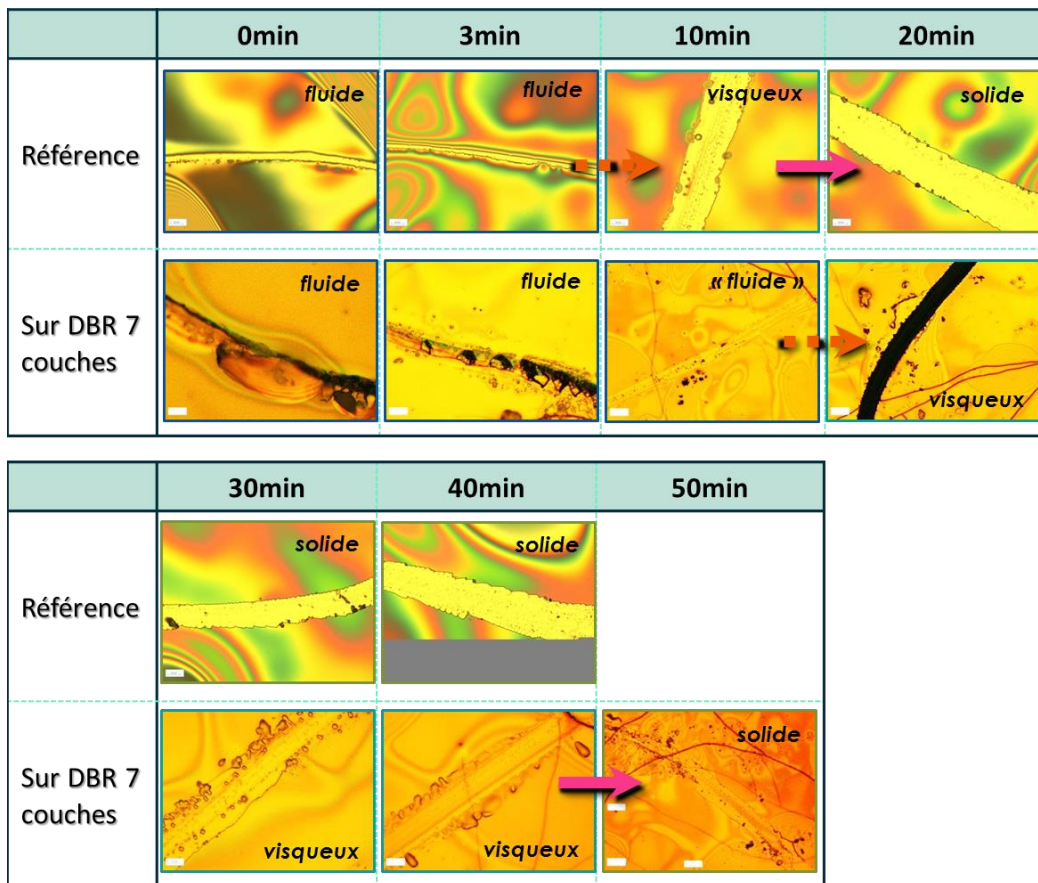 0min 3min 10min 20min
Référence
fluide
fluide
visqueux
solide
Sur DBR 7
couches
fluide
fluide
« fluide »
visqueux
30min 40min 50min
Référence
solide
solide
Sur DBR 7
couches
visqueux
visqueux
solide